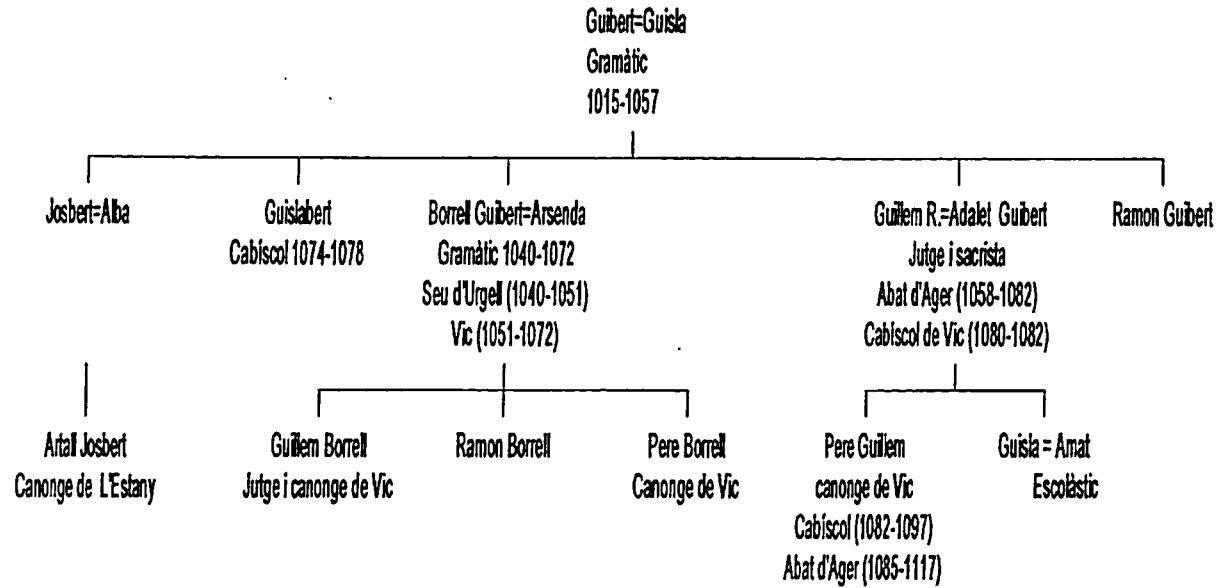 Guibert=Guisla
Gramàtic
1015-1057
Josbert=Alba
Guislabert
Cabíscol 1074-1078
Borrell Guibert=Arsenda
Gramàtic 1040-1072
Seu d'Urgell (1040-1051)
Vic (1051-1072)
Guillem R.=Adalet Guibert
Jutge i sacrista
Abat d'Ager (1058-1082)
Cabíscol de Vic (1080-1082)
Ramon Guibert
Artall Josbert
Canonge de L'Estany
Guillem Borrell
Jutge i canonge de Vic
Ramon Borrell
Pere Borrell
Canonge de Vic
Pere Guillem
canonge de Vic
Cabíscol (1082-1097)
Abat d'Ager (1085-1117)
Guisla = Amat
Escolàstic